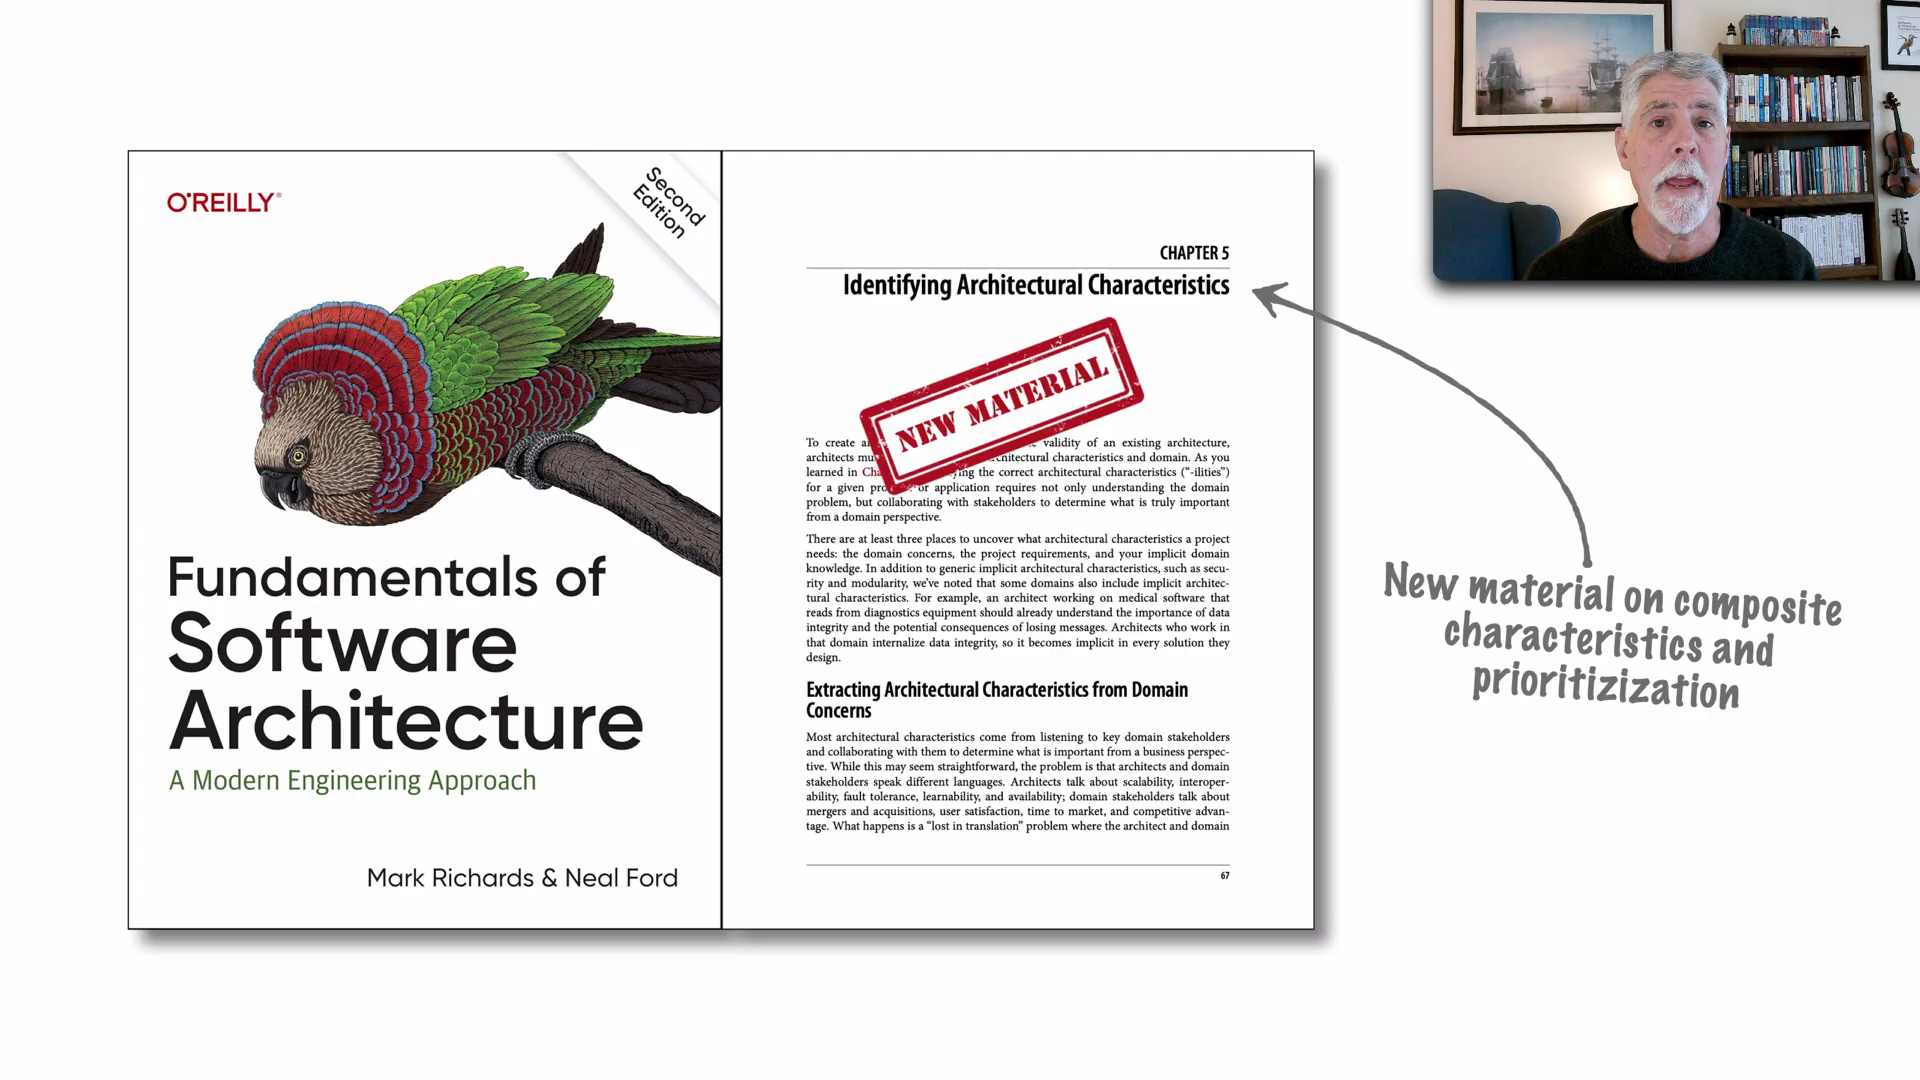 O'REILLY®
Second
Edition
Fundamentals of
Software
Architecture
A Modern Engineering Approach
Mark Richards & Neal Ford
CHAPTER 5
Identifying Architectural Characteristics
NEW MATERIAL
To create a validity of an existing architecture,
architects mu chitectural characteristics and domain. As you
learned in Cha ying the correct architectural characteristics (“-ilities”)
for a given pro or application requires not only understanding the domain
problem, but collaborating with stakeholders to determine what is truly important
from a domain perspective.
There are at least three places to uncover what architectural characteristics a project
needs: the domain concerns, the project requirements, and your implicit domain
knowledge. In addition to generic implicit architectural characteristics, such as secu-
rity and modularity, we've noted that some domains also include implicit architec-
tural characteristics. For example, an architect working on medical software that
reads from diagnostics equipment should already understand the importance of data
integrity and the potential consequences of losing messages. Architects who work in
that domain internalize data integrity, so it becomes implicit in every solution they
design.
Extracting Architectural Characteristics from Domain
Concerns
Most architectural characteristics come from listening to key domain stakeholders
and collaborating with them to determine what is important from a business perspec-
tive. While this may seem straightforward, the problem is that architects and domain
stakeholders speak different languages. Architects talk about scalability, interoper-
ability, fault tolerance, learnability, and availability; domain stakeholders talk about
mergers and acquisitions, user satisfaction, time to market, and competitive advan-
tage. What happens is a “lost in translation” problem where the architect and domain
67
New material on composite
characteristics and
prioritizization